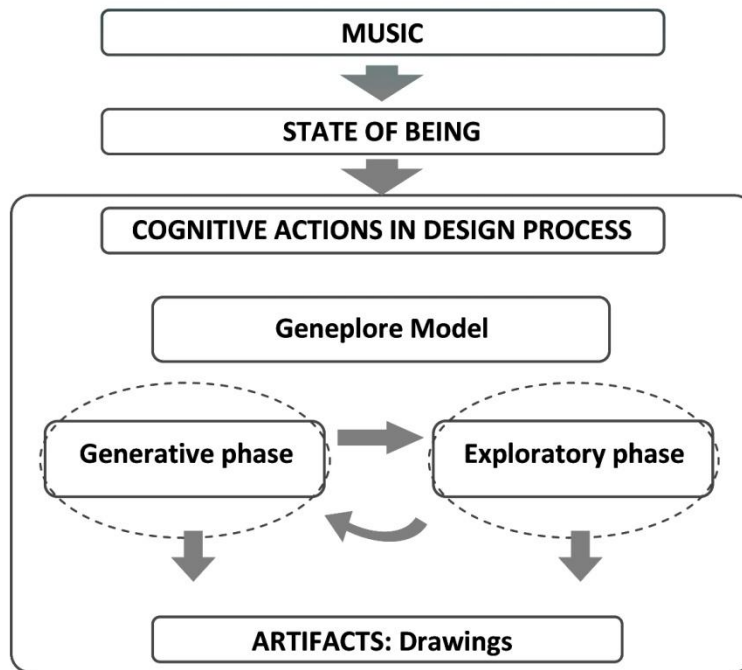 MUSIC
STATE OF BEING
COGNITIVE ACTIONS IN DESIGN PROCESS
Geneplore Model
Generative phase
Exploratory phase
ARTIFACTS: Drawings